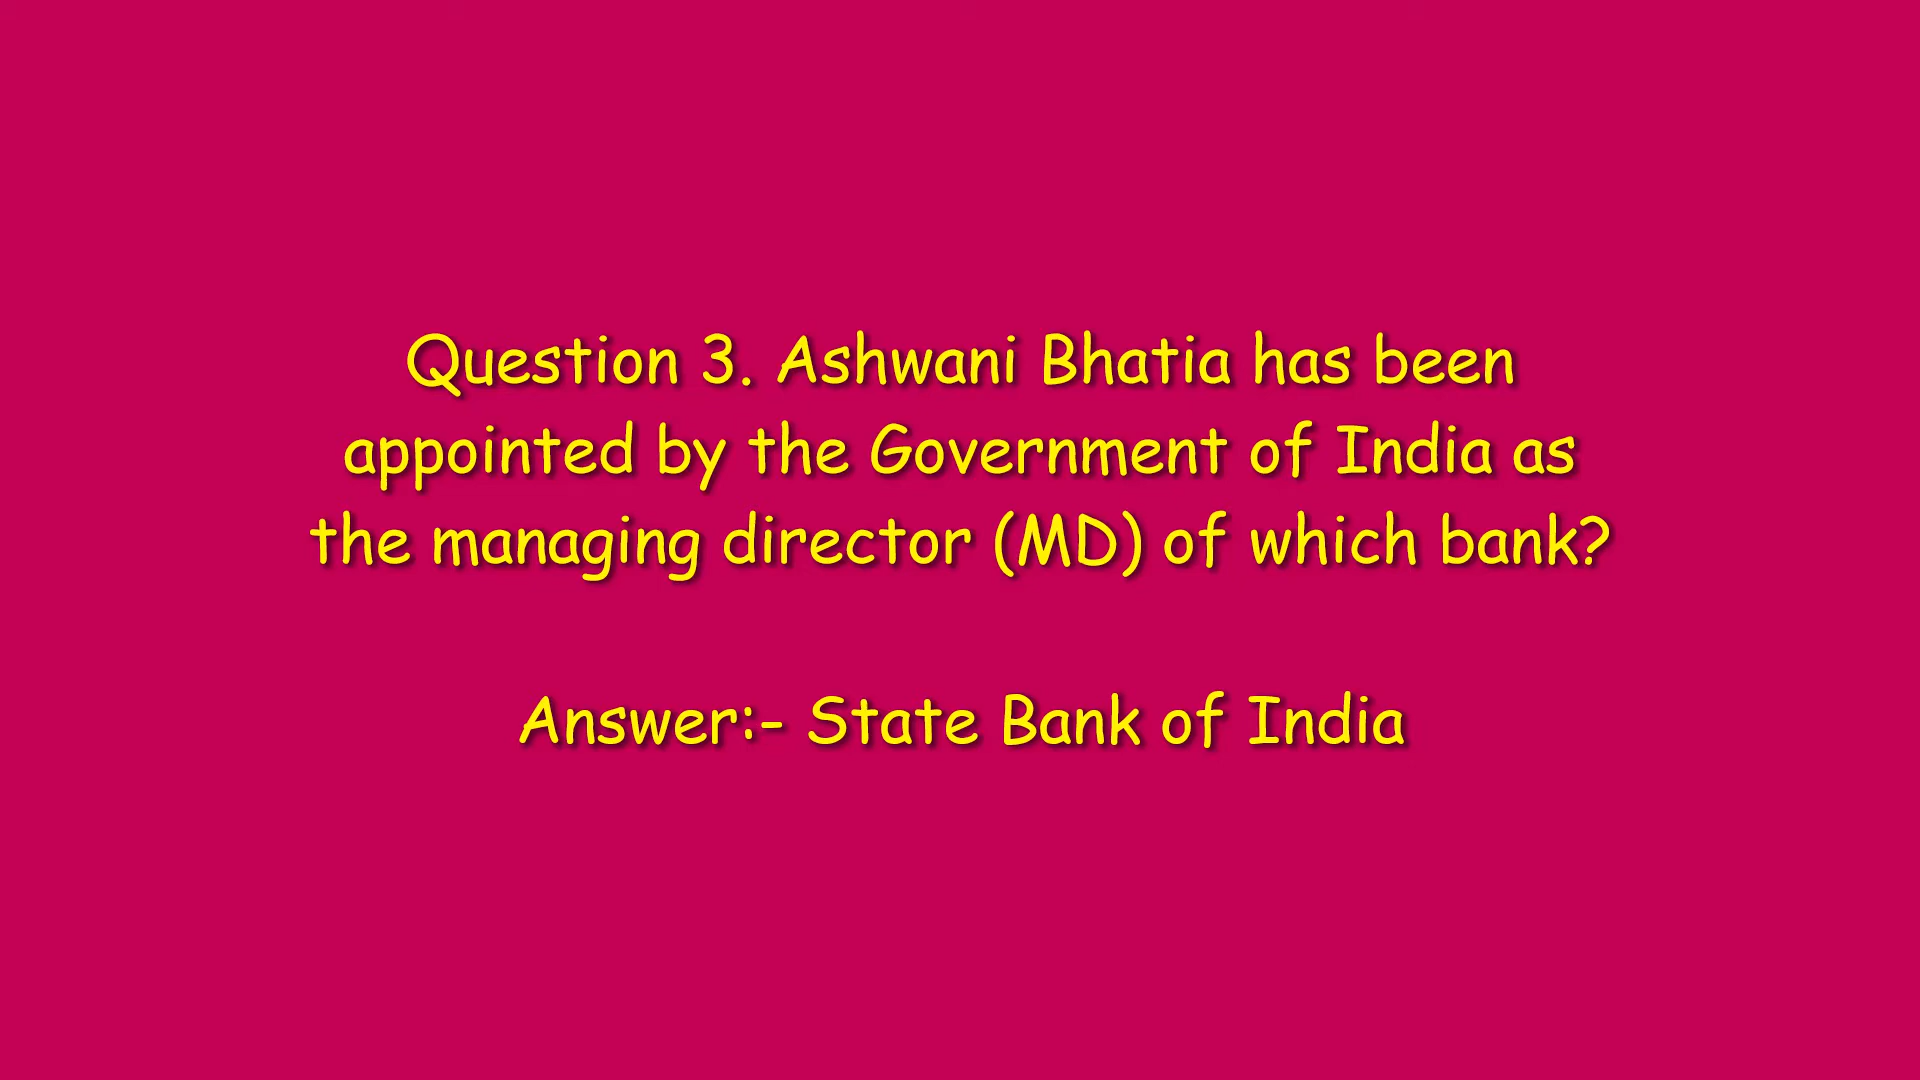 Question 3. Ashwani Bhatia has been
appointed by the Government of India as
the managing director (MD) of which bank?
Answer:- State Bank of India